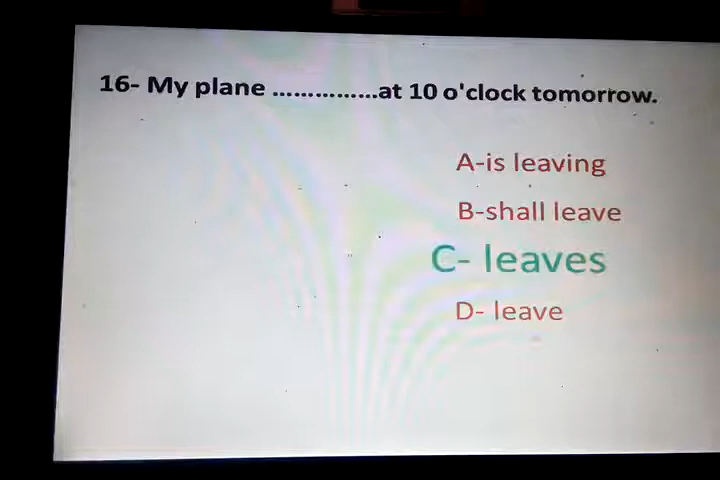 16- My plane ...............at 10 o'clock tomorrow.
A-is leaving
B-shall leave
C- leaves
D- leave